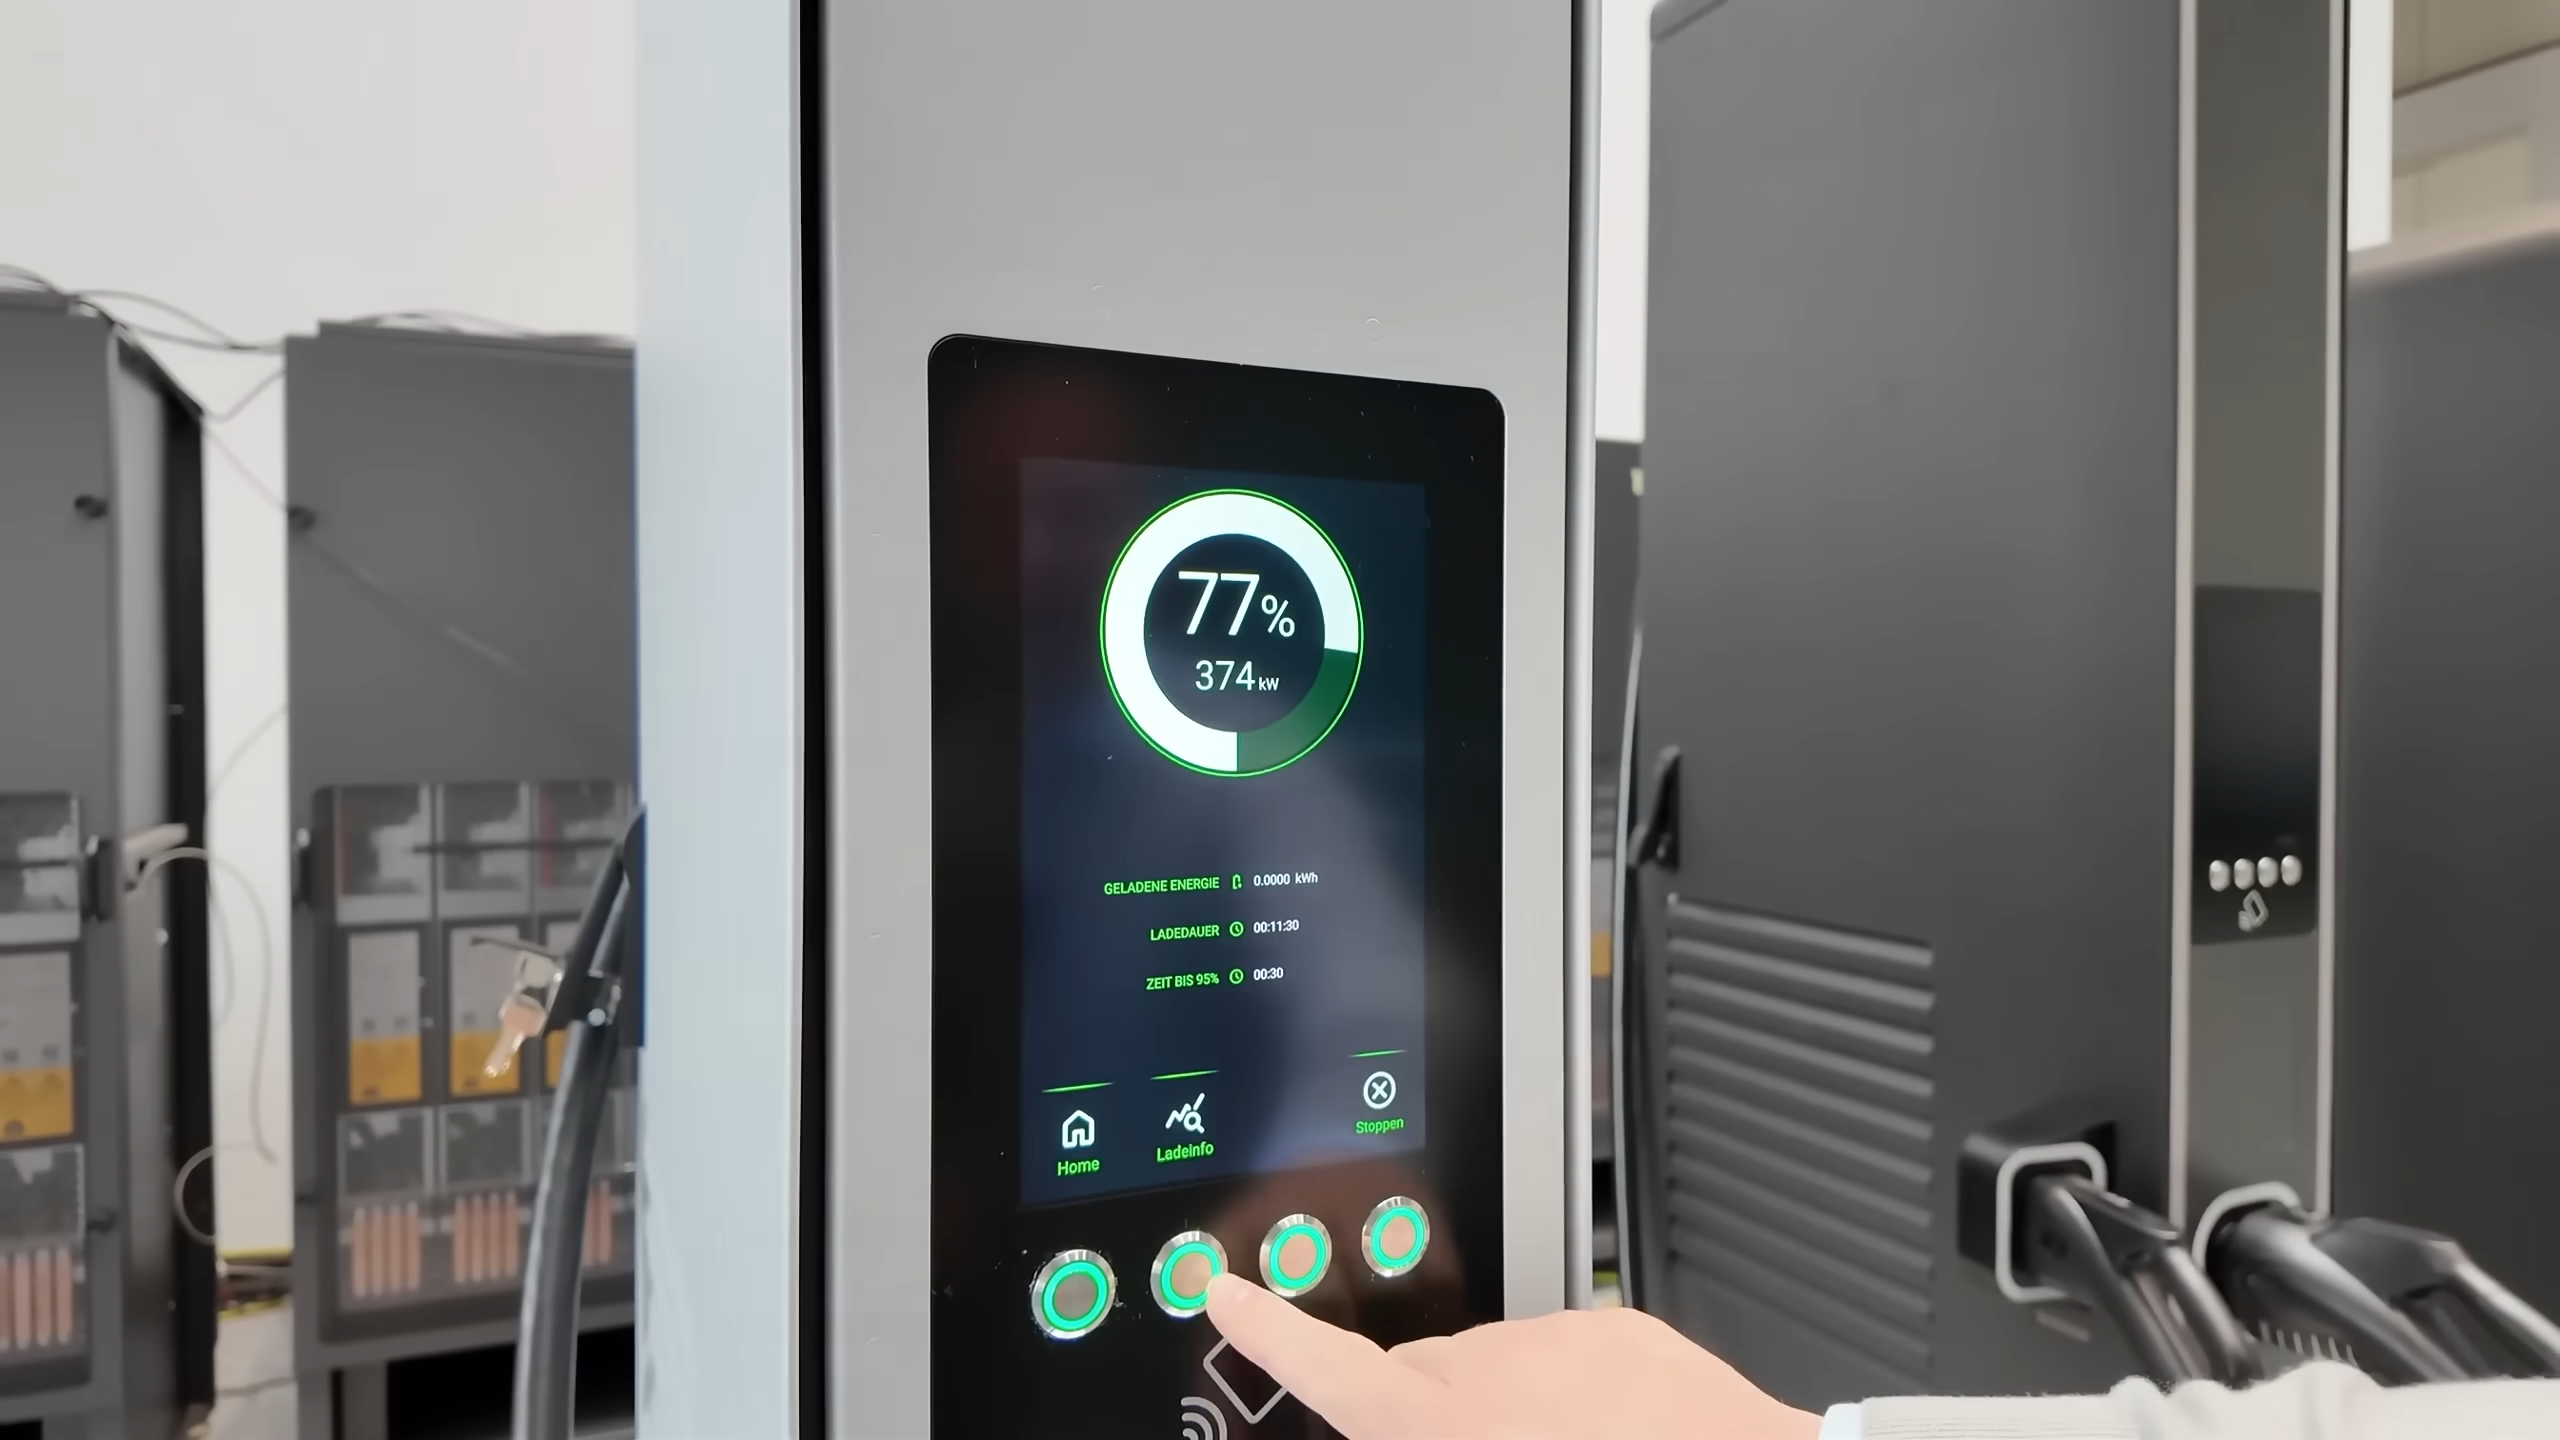 77%
374 kW
GELADENE ENERGIE 0.0000 kWh
LADEDAUER 00:11:30
ZEIT BIS 95% 00:30
Home Ladeinfo Stoppen